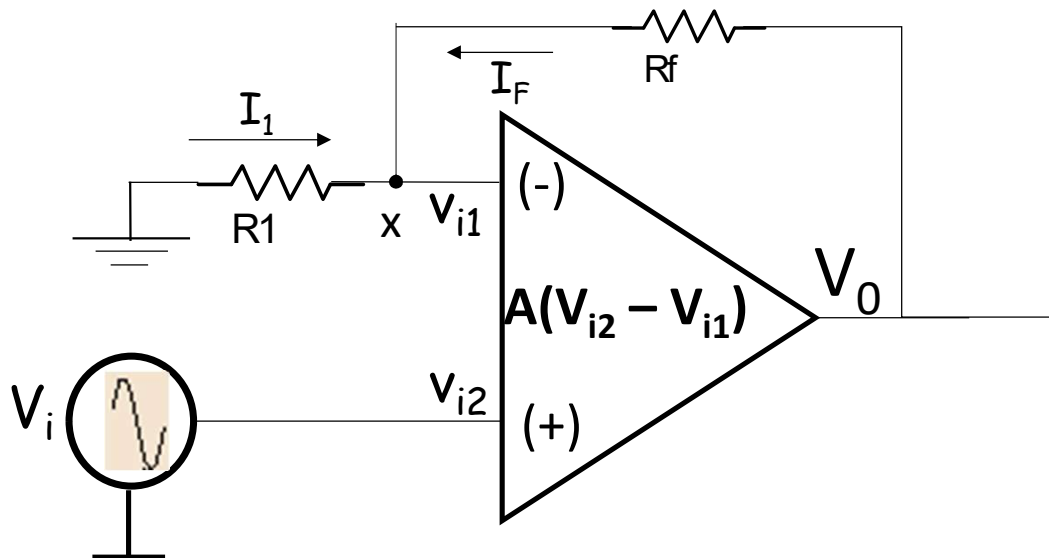 Rf
I_F
I_1
(-)
R1
x
v_i1
A(V_i2 – V_i1)
V_0
V_i
v_i2
(+)